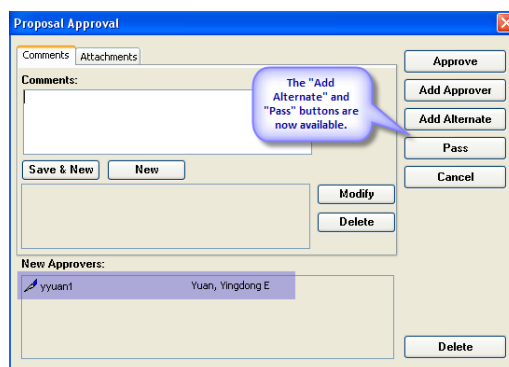 Proposal Approval
Comments Attachments
Comments:
The "Add
Alternate" and
"Pass" buttons are
now available.
Approve
Add Approver
Add Alternate
Pass
Cancel
Save & New New
Modify
Delete
New Approvers:
yyuan1 Yuan, Yingdong E
Delete